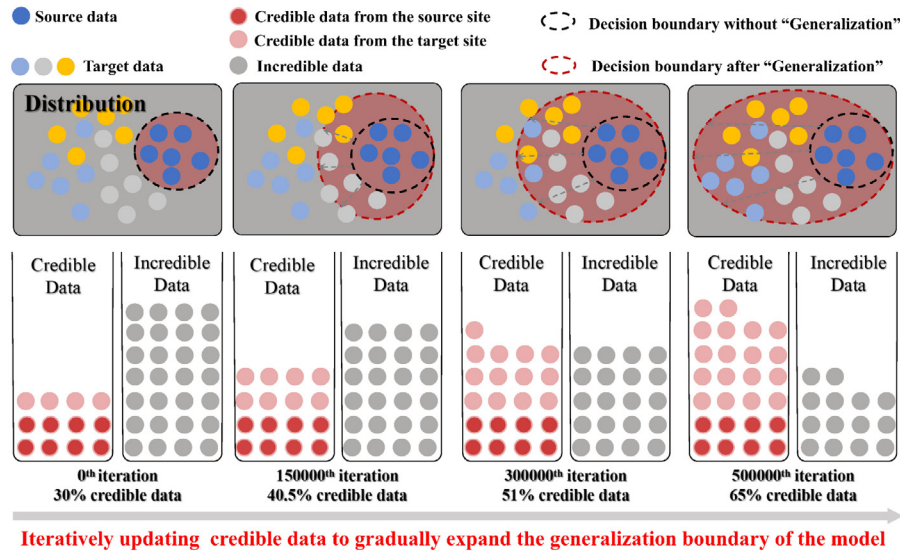 Source data
Credible data from the source site
Decision boundary without “Generalization”
Credible data from the target site
Target data
Incredible data
Decision boundary after “Generalization”
Distribution
Credible Data
Incredible Data
Credible Data
Incredible Data
Credible Data
Incredible Data
Credible Data
Incredible Data
0th iteration
30% credible data
150000th iteration
40.5% credible data
300000th iteration
51% credible data
500000th iteration
65% credible data
Iteratively updating credible data to gradually expand the generalization boundary of the model